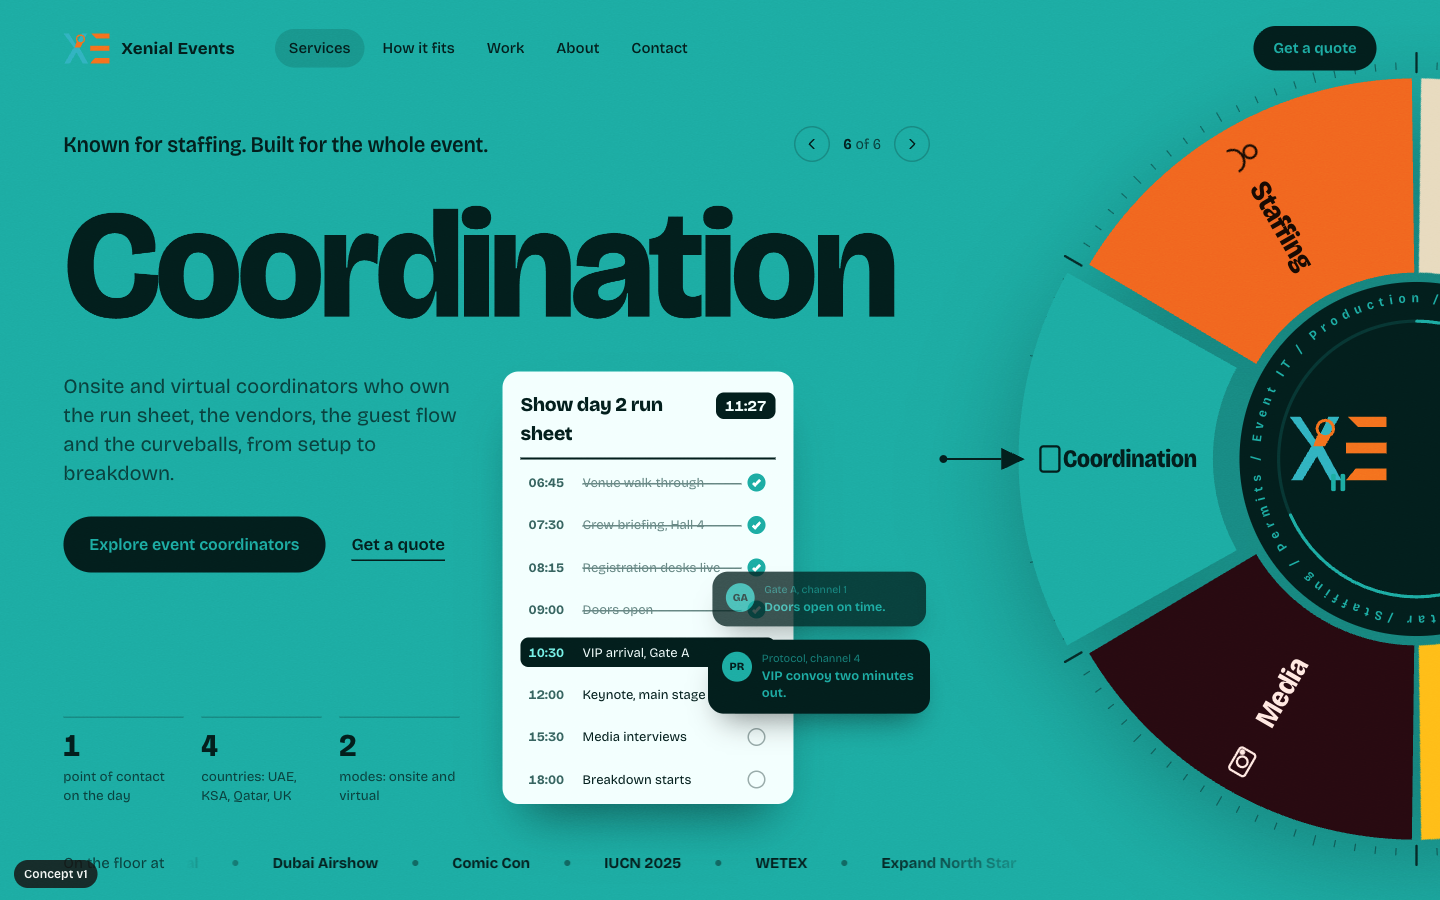 XE Xenial Events
Services
How it fits
Work
About
Contact
Get a quote
Known for staffing. Built for the whole event.
6 of 6
Coordination
Onsite and virtual coordinators who own
the run sheet, the vendors, the guest flow
and the curveballs, from setup to
breakdown.
Explore event coordinators
Get a quote
1
point of contact
on the day
4
countries: UAE,
KSA, Qatar, UK
2
modes: onsite and
virtual
Show day 2 run
sheet
11:27
06:45 Venue walk-through
07:30 Crew briefing, Hall 4
08:15 Registration desks live
09:00 Doors open
10:30 VIP arrival, Gate A
12:00 Keynote, main stage
15:30 Media interviews
18:00 Breakdown starts
GA
Gate A, channel 1
Doors open on time.
PR
Protocol, channel 4
VIP convoy two minutes
out.
Staffing
Coordination
Media
Staffing / Permits / Event IT / Production /
XE
On the floor at
Dubai Airshow
Comic Con
IUCN 2025
WETEX
Expand North Star
Concept v1